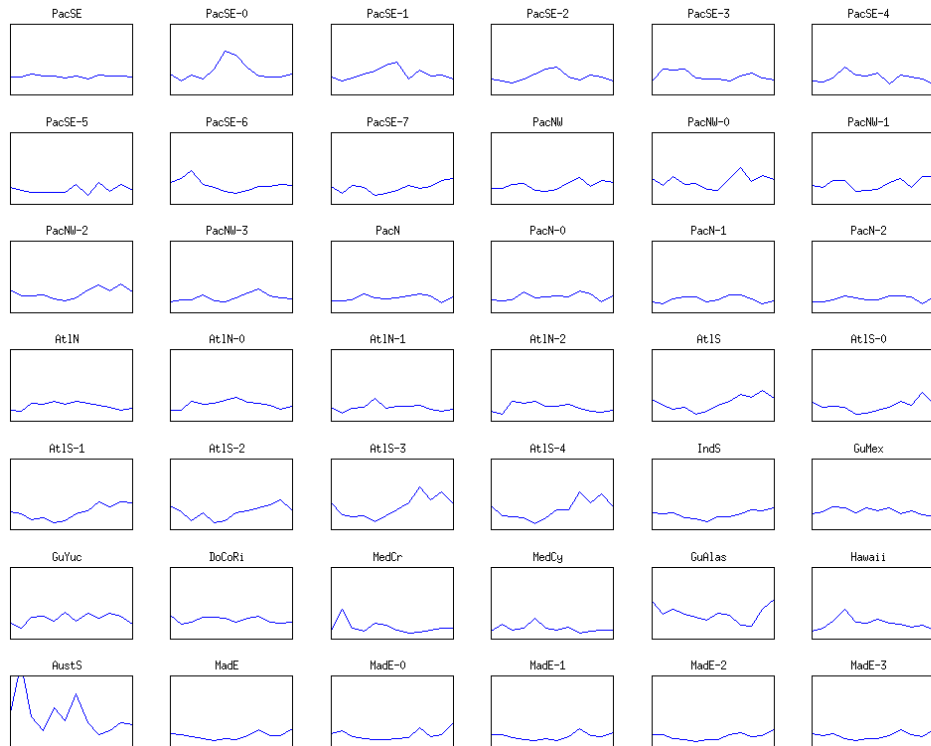 PacSE PacSE-0 PacSE-1 PacSE-2 PacSE-3 PacSE-4
PacSE-5 PacSE-6 PacSE-7 PacNW PacNW-0 PacNW-1
PacNW-2 PacNW-3 PacN PacN-0 PacN-1 PacN-2
AtlN AtlN-0 AtlN-1 AtlN-2 AtlS AtlS-0
AtlS-1 AtlS-2 AtlS-3 AtlS-4 IndS GuMex
GuYuc DoCoRi MedCr MedCy GuAlas Hawaii
AustS MadE MadE-0 MadE-1 MadE-2 MadE-3